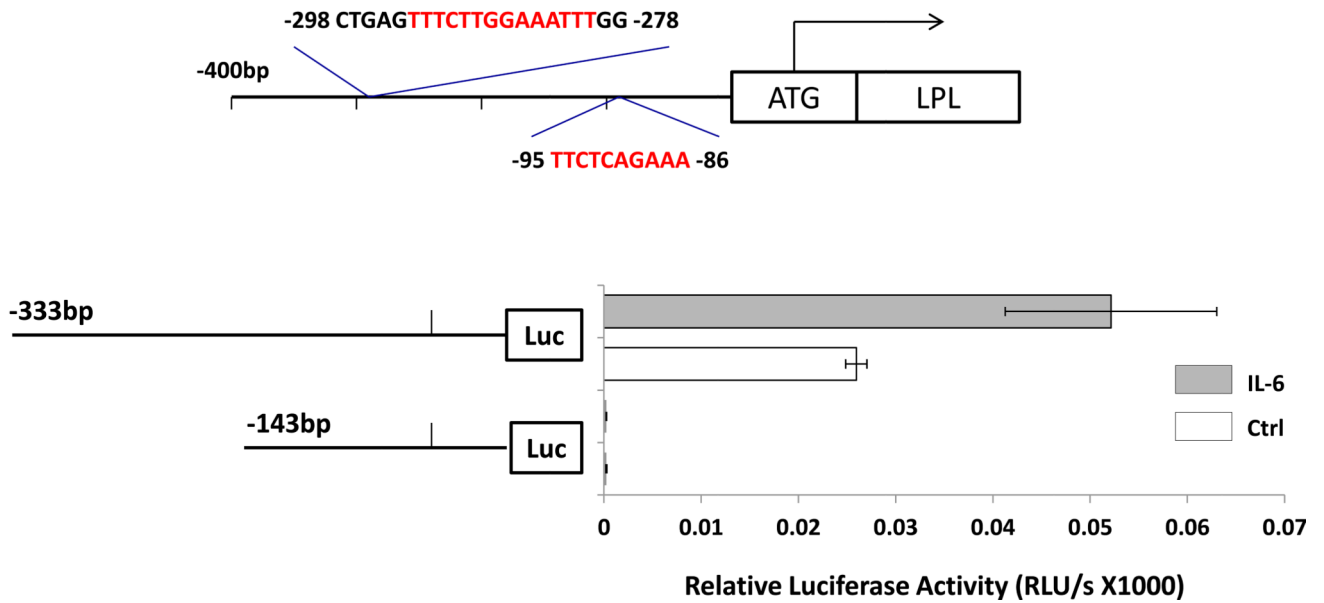 -298 CTGAGTTTCTTGGAAATTTGG -278
-400bp
ATG LPL
-95 TTCTCAGAAA -86
-333bp
Luc
IL-6
-143bp
Ctrl
Luc
0 0.01 0.02 0.03 0.04 0.05 0.06 0.07
Relative Luciferase Activity (RLU/s X1000)